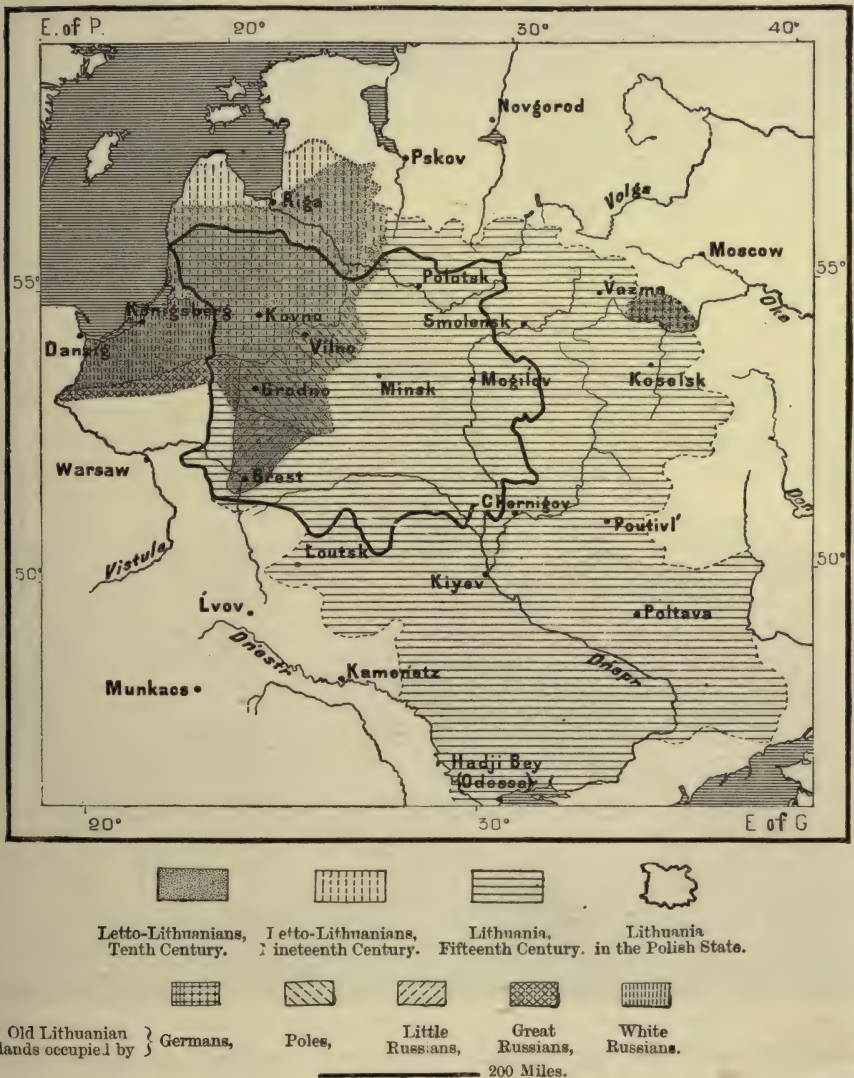 E. of P. 20° 30° 40°
Novgorod
Pskov
Riga
Volga
Moscow
55° 55°
Polotsk
Vazma
Oka
Königsberg
Kovno
Smolensk
Danzig
Vilno
Grodno
Minsk
Mogilov
Koselsk
Warsaw
Brest
Chernigov
Don
Poutivl'
Vistula
Loutsk
50° 50°
Kiyev
Lvov
Poltava
Dniestr
Dniepr
Kamenatz
Munkacs
Hadji Bey
(Odessa)
20° 30° E of G
Letto-Lithuanians, Tenth Century.
Letto-Lithuanians, Nineteenth Century.
Lithuania, Fifteenth Century.
Lithuania in the Polish State.
Old Lithuanian lands occupied by } Germans, Poles, Little Russians, Great Russians, White Russians.
200 Miles.